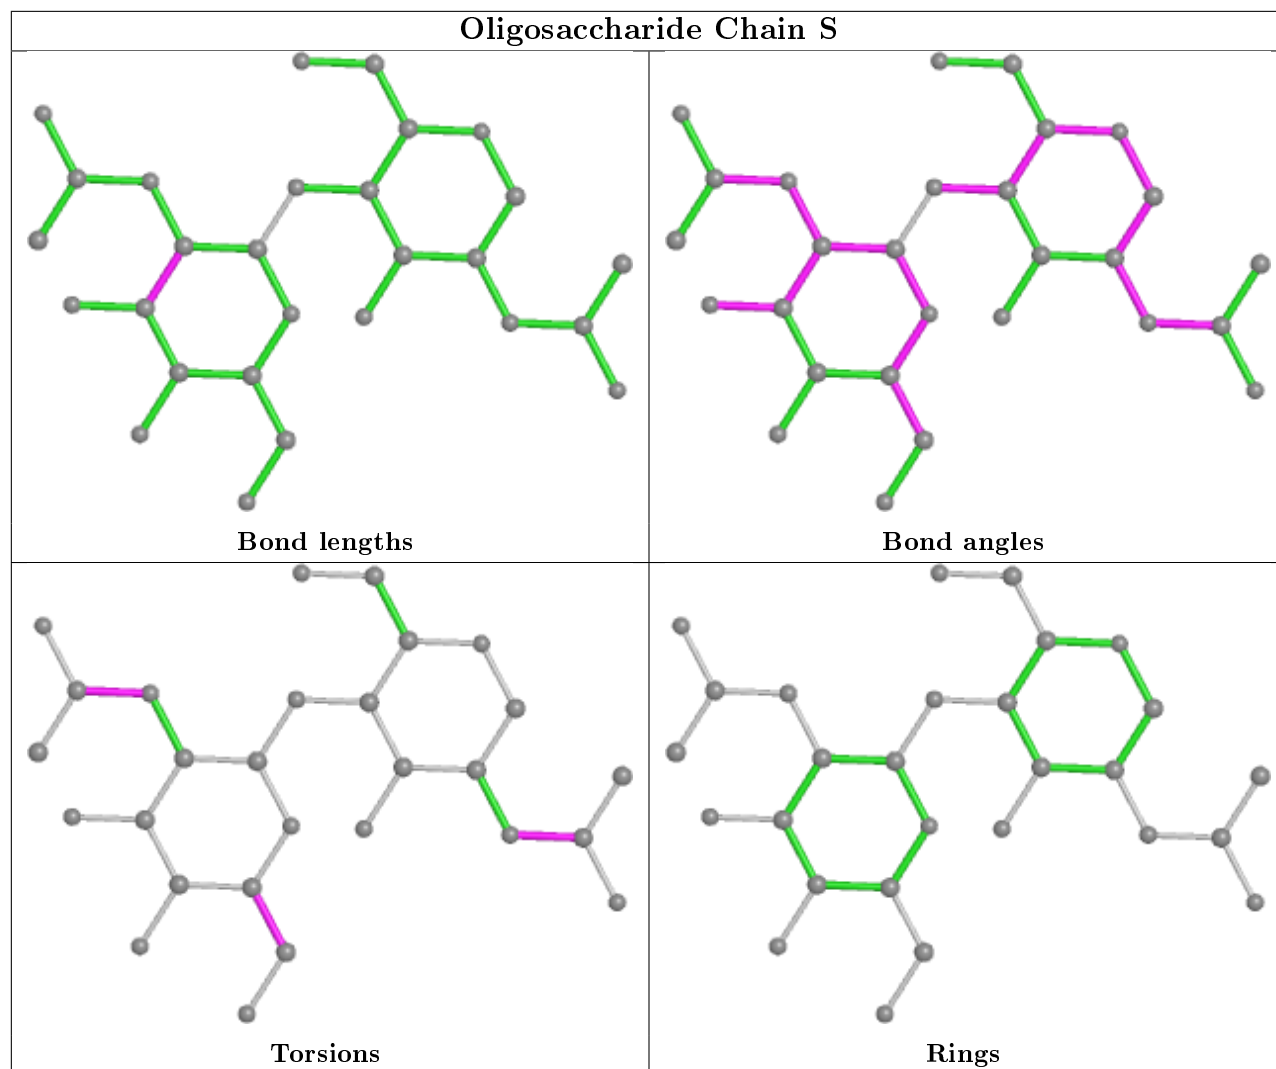 Oligosaccharide Chain S
Bond lengths
Bond angles
Torsions
Rings